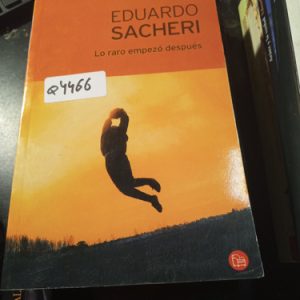 EDUARDO
SACHERI
Lo raro empezó después
Q4466